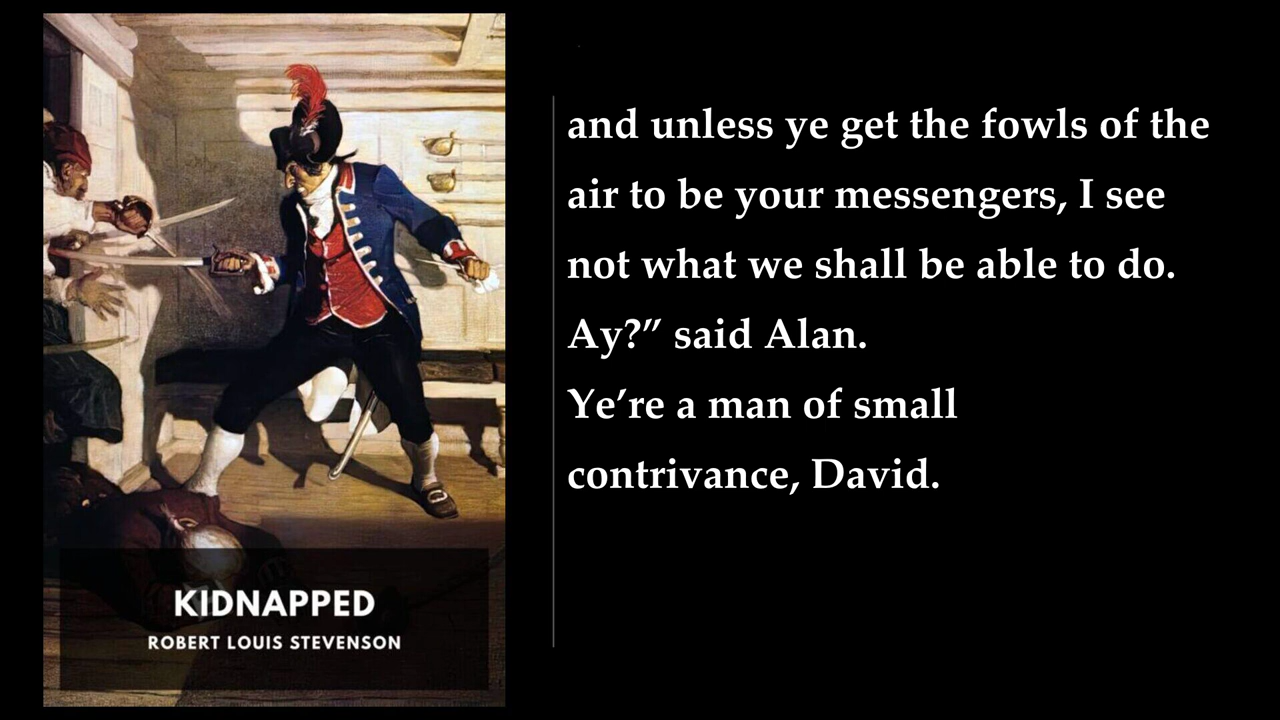 KIDNAPPED
ROBERT LOUIS STEVENSON
and unless ye get the fowls of the
air to be your messengers, I see
not what we shall be able to do.
Ay?” said Alan.
Ye’re a man of small
contrivance, David.